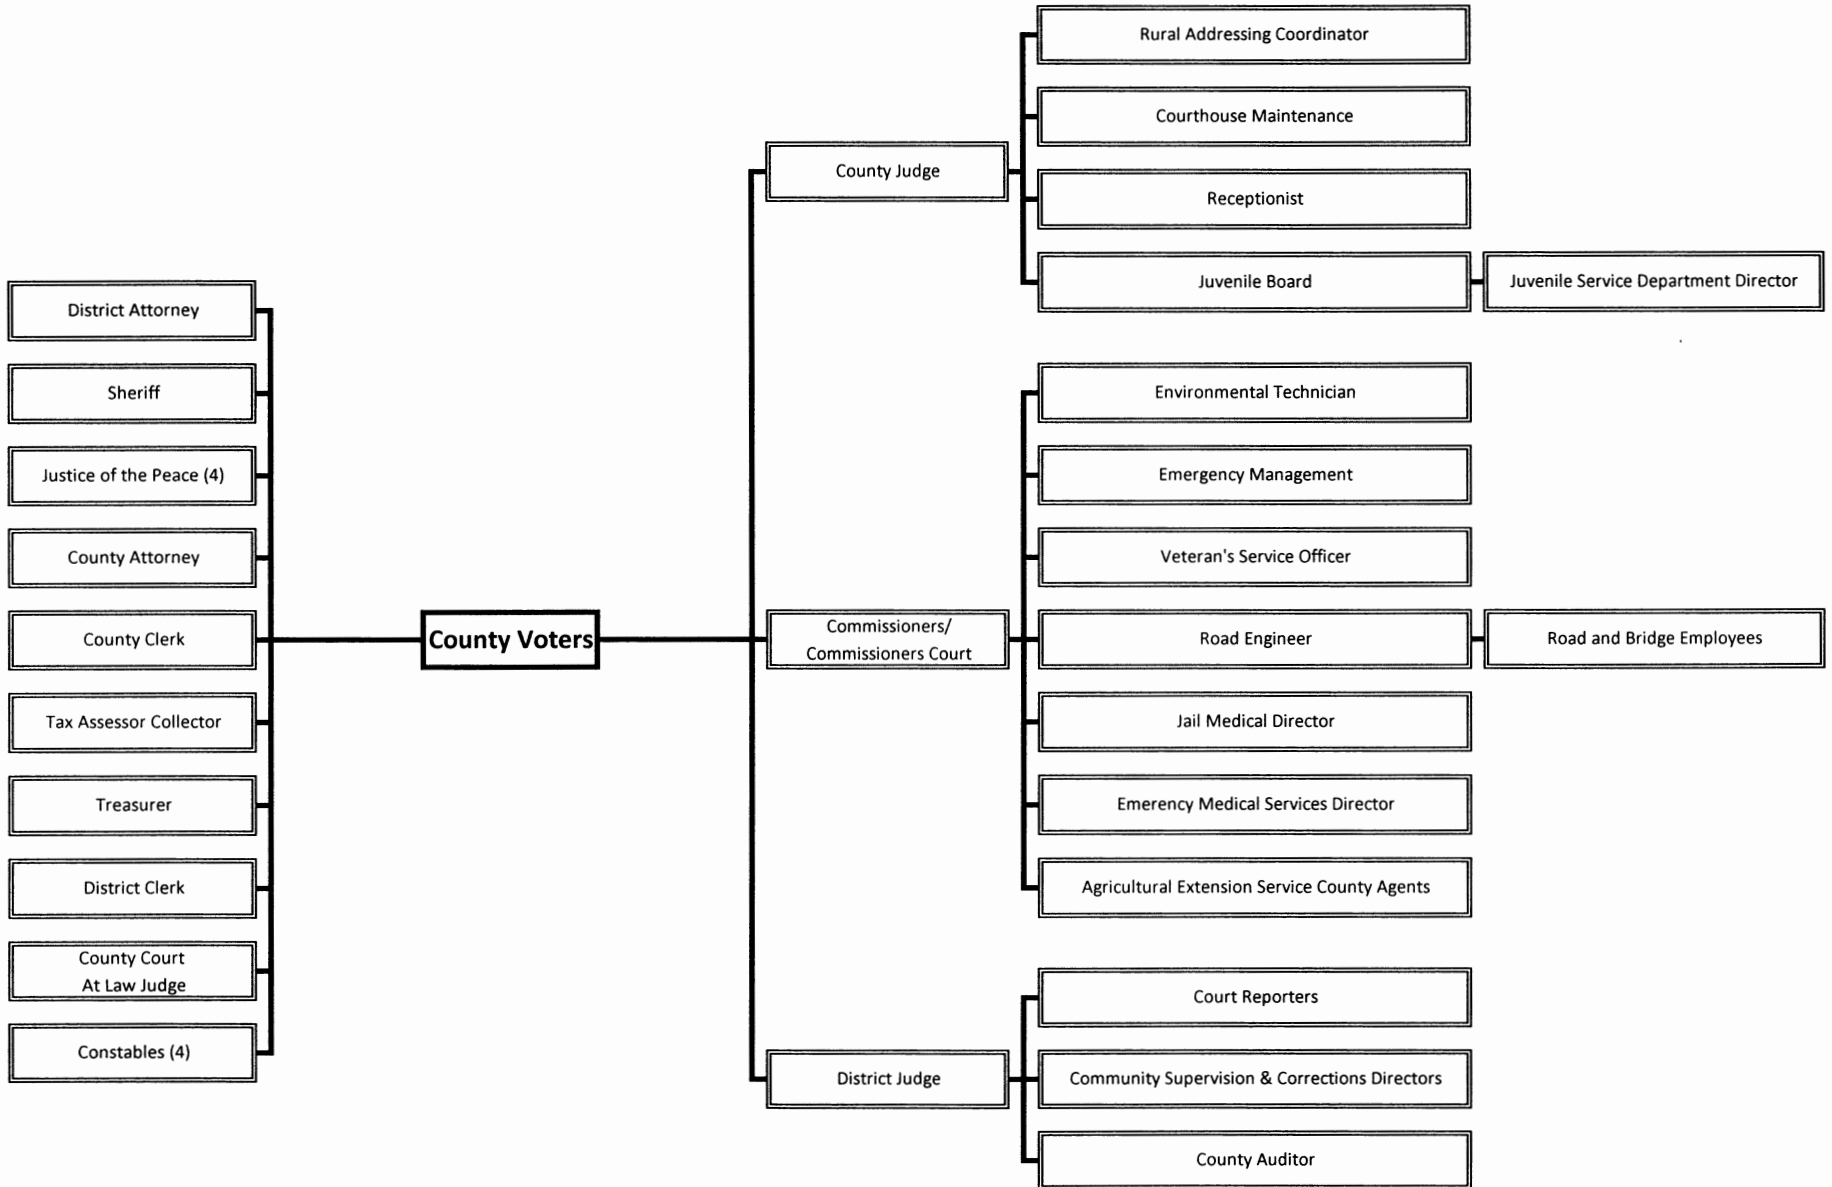 District Attorney
Sheriff
Justice of the Peace (4)
County Attorney
County Clerk
Tax Assessor Collector
Treasurer
District Clerk
County Court
At Law Judge
Constables (4)
County Voters
County Judge
Rural Addressing Coordinator
Courthouse Maintenance
Receptionist
Juvenile Board
Juvenile Service Department Director
Commissioners/
Commissioners Court
Environmental Technician
Emergency Management
Veteran's Service Officer
Road Engineer
Road and Bridge Employees
Jail Medical Director
Emerency Medical Services Director
Agricultural Extension Service County Agents
District Judge
Court Reporters
Community Supervision & Corrections Directors
County Auditor